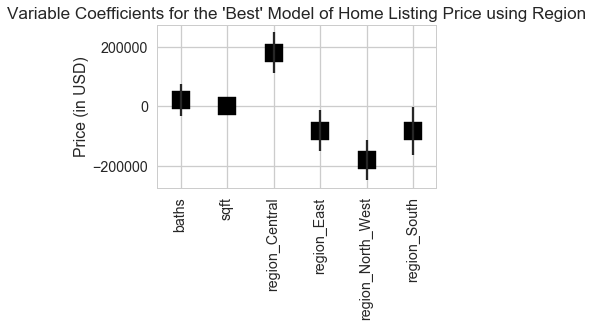 Variable Coefficients for the 'Best' Model of Home Listing Price using Region
Price (in USD)
200000
0
−200000
baths
sqft
region_Central
region_East
region_North_West
region_South